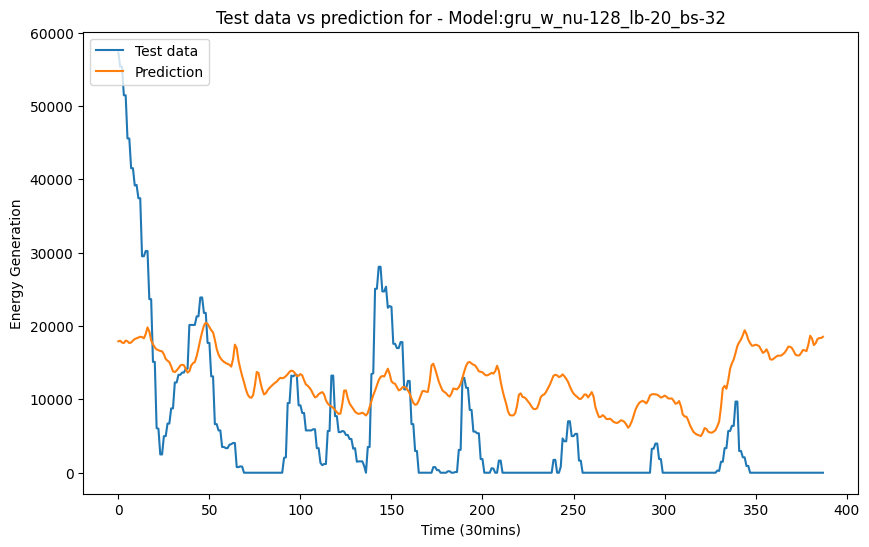 Test data vs prediction for - Model:gru_w_nu-128_lb-20_bs-32
Test data
Prediction
Energy Generation
60000
50000
40000
30000
20000
10000
0
0 50 100 150 200 250 300 350 400
Time (30mins)